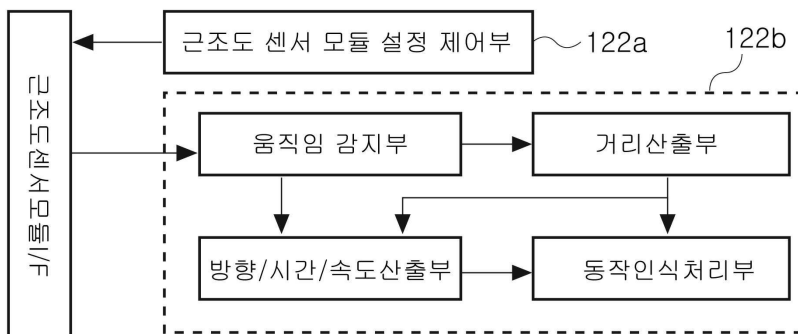 근조도 센서 모듈 설정 제어부
122a
122b
근조도센서모듈I/F
움직임 감지부
거리산출부
방향/시간/속도산출부
동작인식처리부